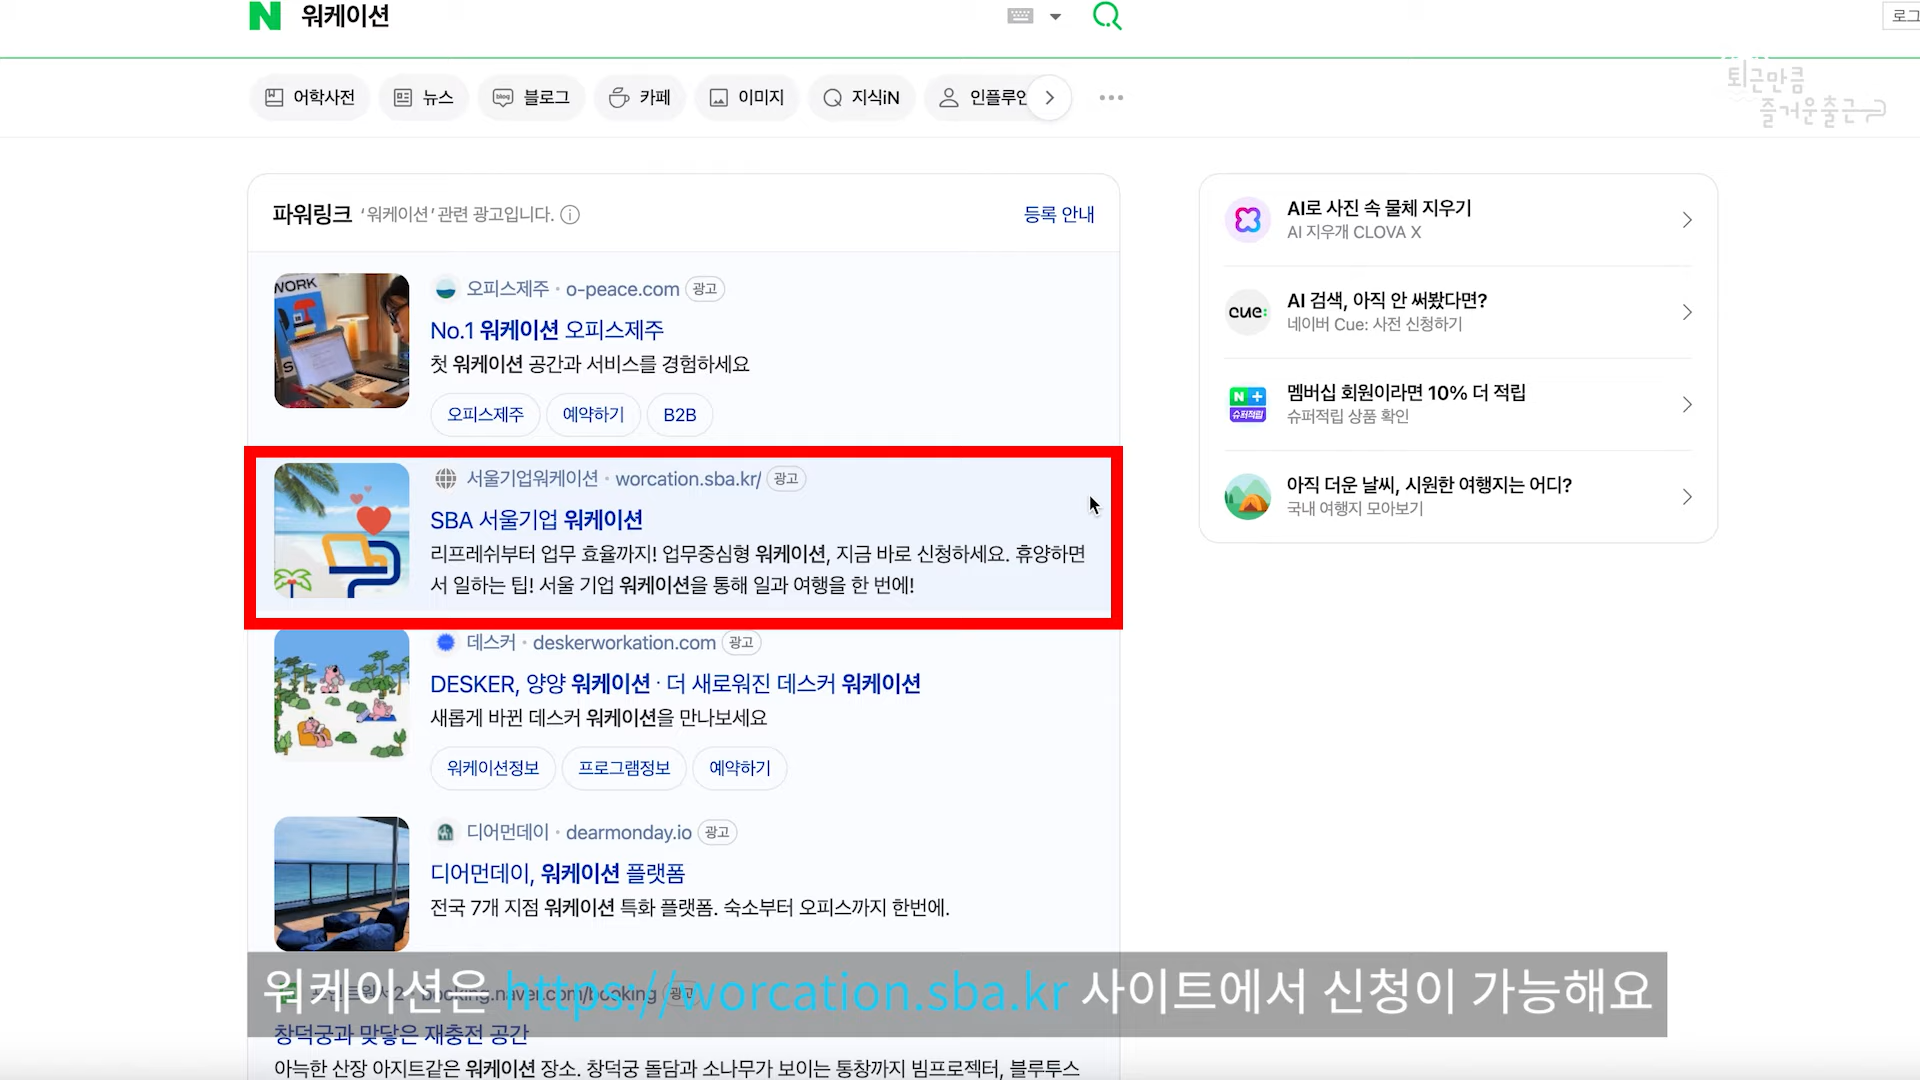 N 워케이션
로그
퇴근만큼
즐거운출근
어학사전 뉴스 블로그 카페 이미지 지식iN 인플루언
파워링크 '워케이션' 관련 광고입니다. 등록 안내
WORK
오피스제주 · o-peace.com 광고
No.1 워케이션 오피스제주
첫 워케이션 공간과 서비스를 경험하세요
오피스제주 예약하기 B2B
서울기업워케이션 · worcation.sba.kr/ 광고
SBA 서울기업 워케이션
리프레쉬부터 업무 효율까지! 업무중심형 워케이션, 지금 바로 신청하세요. 휴양하면
서 일하는 팁! 서울 기업 워케이션을 통해 일과 여행을 한 번에!
데스커 · deskerworkation.com 광고
DESKER, 양양 워케이션 · 더 새로워진 데스커 워케이션
새롭게 바뀐 데스커 워케이션을 만나보세요
워케이션정보 프로그램정보 예약하기
디어먼데이 · dearmonday.io 광고
디어먼데이, 워케이션 플랫폼
전국 7개 지점 워케이션 특화 플랫폼. 숙소부터 오피스까지 한번에.
booking.naver.com/booking 광고
창덕궁과 맞닿은 재충전 공간
아늑한 산장 아지트같은 워케이션 장소. 창덕궁 돌담과 소나무가 보이는 통창까지 빔프로젝터, 블루투스
AI로 사진 속 물체 지우기
AI 지우개 CLOVA X
cue:
AI 검색, 아직 안 써봤다면?
네이버 Cue: 사전 신청하기
N +
슈퍼적립
멤버십 회원이라면 10% 더 적립
슈퍼적립 상품 확인
아직 더운 날씨, 시원한 여행지는 어디?
국내 여행지 모아보기
워케이션은 https://worcation.sba.kr 사이트에서 신청이 가능해요